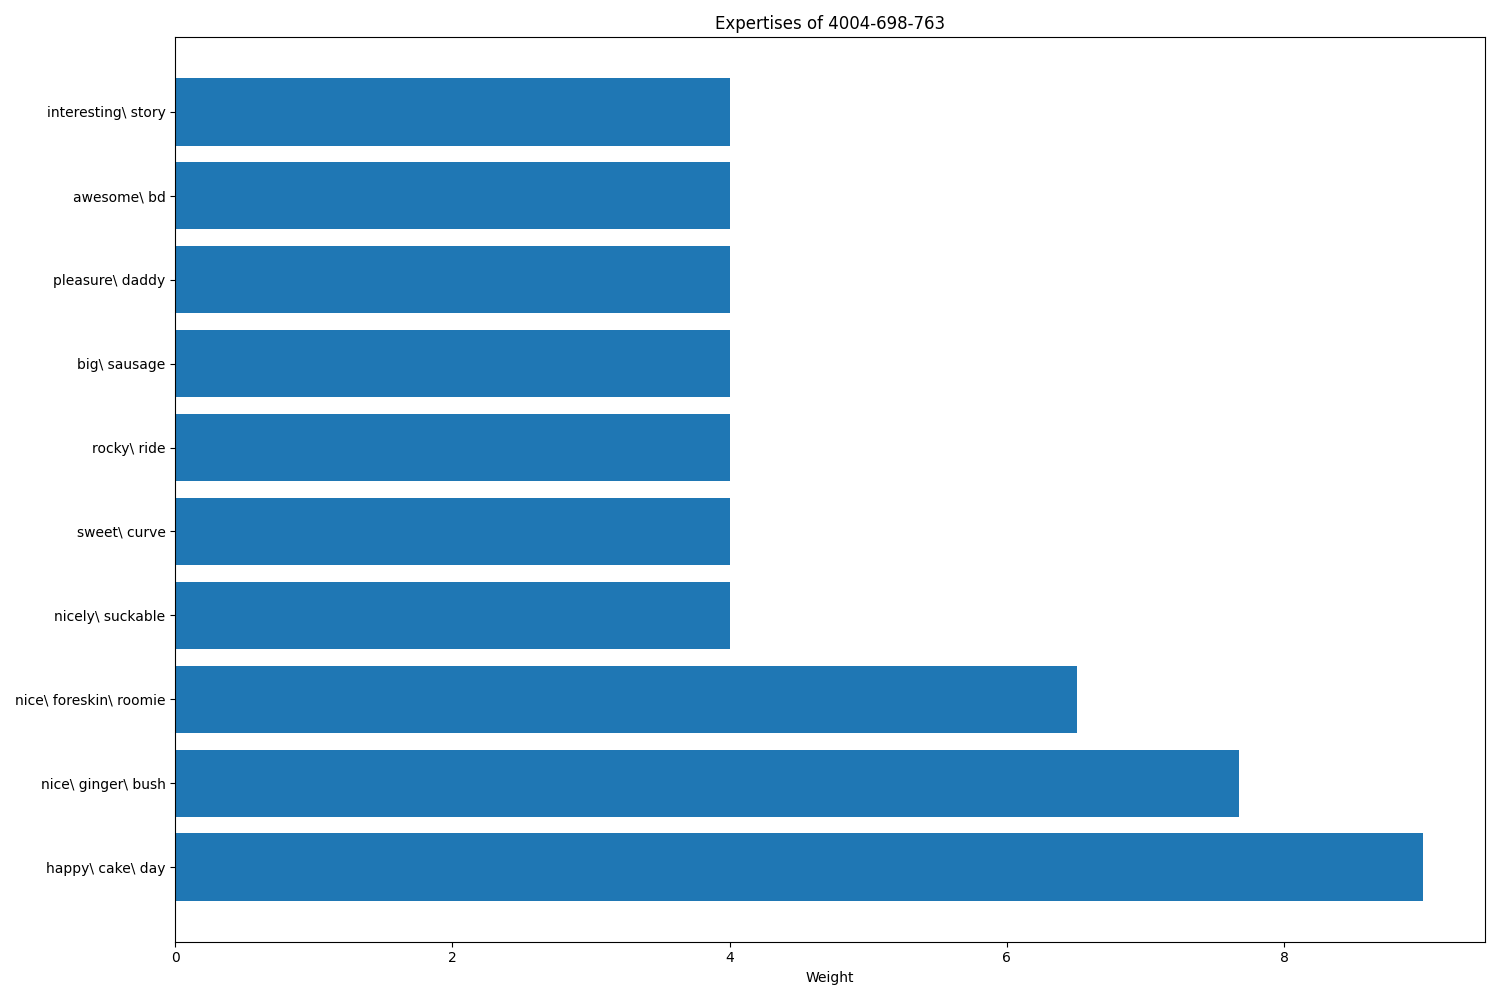 Expertises of 4004-698-763
interesting\ story
awesome\ bd
pleasure\ daddy
big\ sausage
rocky\ ride
sweet\ curve
nicely\ suckable
nice\ foreskin\ roomie
nice\ ginger\ bush
happy\ cake\ day
0 2 4 6 8
Weight